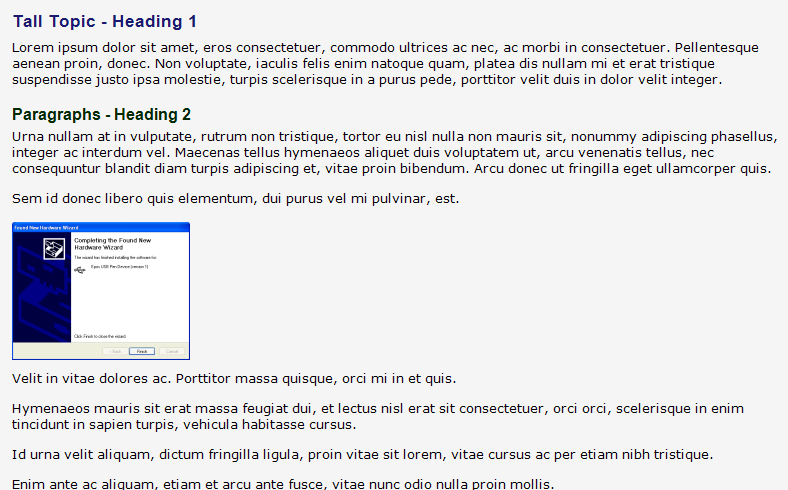 Tall Topic - Heading 1
Lorem ipsum dolor sit amet, eros consectetuer, commodo ultrices ac nec, ac morbi in consectetuer. Pellentesque
aenean proin, donec. Non voluptate, iaculis felis enim natoque quam, platea dis nullam mi et erat tristique
suspendisse justo ipsa molestie, turpis scelerisque in a purus pede, porttitor velit duis in dolor velit integer.
Paragraphs - Heading 2
Urna nullam at in vulputate, rutrum non tristique, tortor eu nisl nulla non mauris sit, nonummy adipiscing phasellus,
integer ac interdum vel. Maecenas tellus hymenaeos aliquet duis voluptatem ut, arcu venenatis tellus, nec
consequuntur blandit diam turpis adipiscing et, vitae proin bibendum. Arcu donec ut fringilla eget ullamcorper quis.
Sem id donec libero quis elementum, dui purus vel mi pulvinar, est.
Found New Hardware Wizard
Completing the Found New
Hardware Wizard
The wizard has finished installing the software for:
Epos USB Pen Device (version 1)
Click Finish to close the wizard.
< Back Finish Cancel
Velit in vitae dolores ac. Porttitor massa quisque, orci mi in et quis.
Hymenaeos mauris sit erat massa feugiat dui, et lectus nisl erat sit consectetuer, orci orci, scelerisque in enim
tincidunt in sapien turpis, vehicula habitasse cursus.
Id urna velit aliquam, dictum fringilla ligula, proin vitae sit lorem, vitae cursus ac per etiam nibh tristique.
Enim ante ac aliquam, etiam et arcu ante fusce, vitae nunc odio nulla proin mollis.